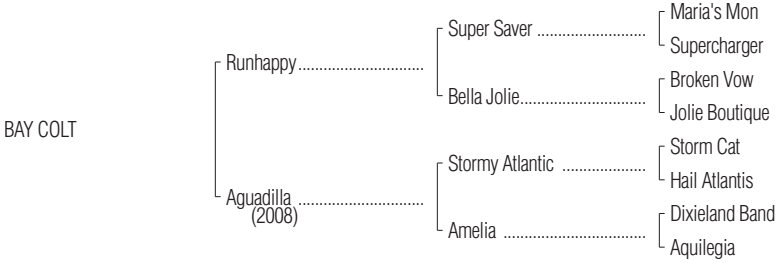 Maria's Mon
Super Saver ..........................
Supercharger
Runhappy..............................
Broken Vow
Bella Jolie..............................
Jolie Boutique
BAY COLT
Storm Cat
Stormy Atlantic ....................
Hail Atlantis
Aguadilla ..............................
(2008)
Dixieland Band
Amelia ..................................
Aquilegia